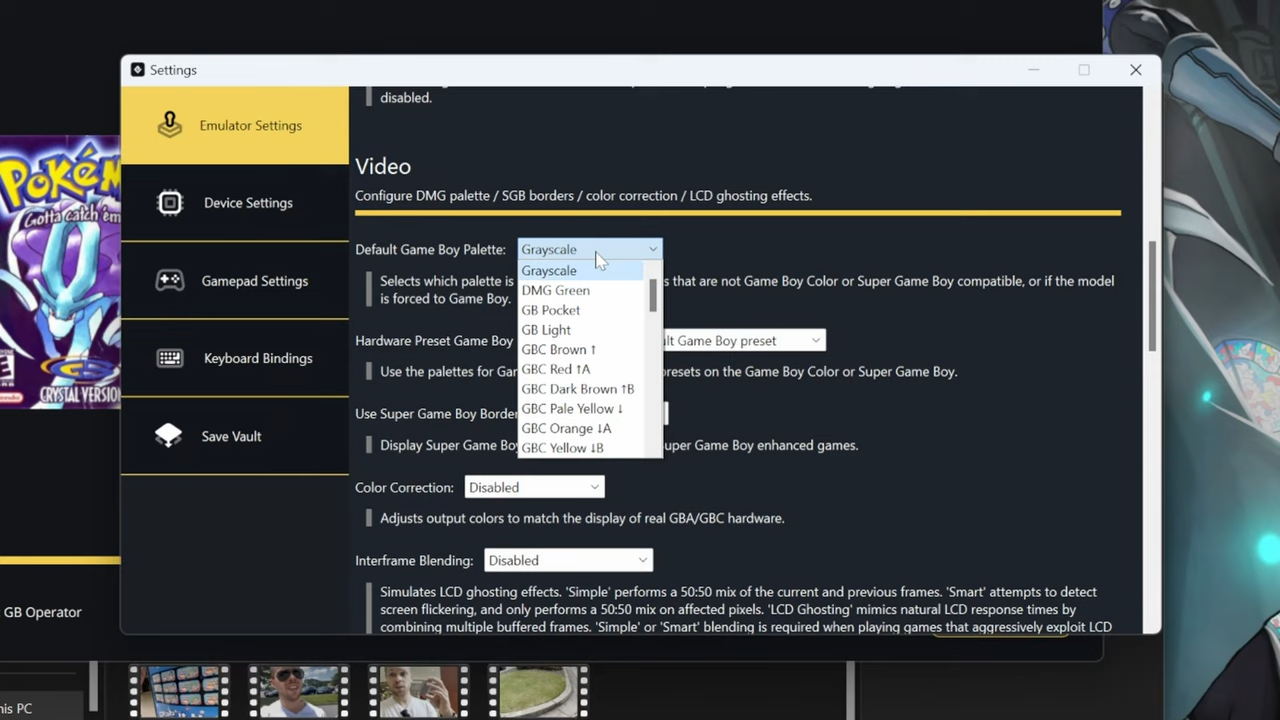 Settings
Emulator Settings
Device Settings
Gamepad Settings
Keyboard Bindings
Save Vault
disabled.
Video
Configure DMG palette / SGB borders / color correction / LCD ghosting effects.
Default Game Boy Palette: Grayscale
Grayscale
DMG Green
GB Pocket
GB Light
GBC Brown ↑
GBC Red ↑A
GBC Dark Brown ↑B
GBC Pale Yellow ↓
GBC Orange ↓A
GBC Yellow ↓B
Selects which palette is s that are not Game Boy Color or Super Game Boy compatible, or if the model
is forced to Game Boy.
Hardware Preset Game Boy lt Game Boy preset
Use the palettes for Gar presets on the Game Boy Color or Super Game Boy.
Use Super Game Boy Border
Display Super Game Boy uper Game Boy enhanced games.
Color Correction: Disabled
Adjusts output colors to match the display of real GBA/GBC hardware.
Interframe Blending: Disabled
Simulates LCD ghosting effects. 'Simple' performs a 50:50 mix of the current and previous frames. 'Smart' attempts to detect
screen flickering, and only performs a 50:50 mix on affected pixels. 'LCD Ghosting' mimics natural LCD response times by
combining multiple buffered frames. 'Simple' or 'Smart' blending is required when playing games that aggressively exploit LCD
POKéM
Gotta catch 'em
CRYSTAL VERSION
GB Operator
his PC